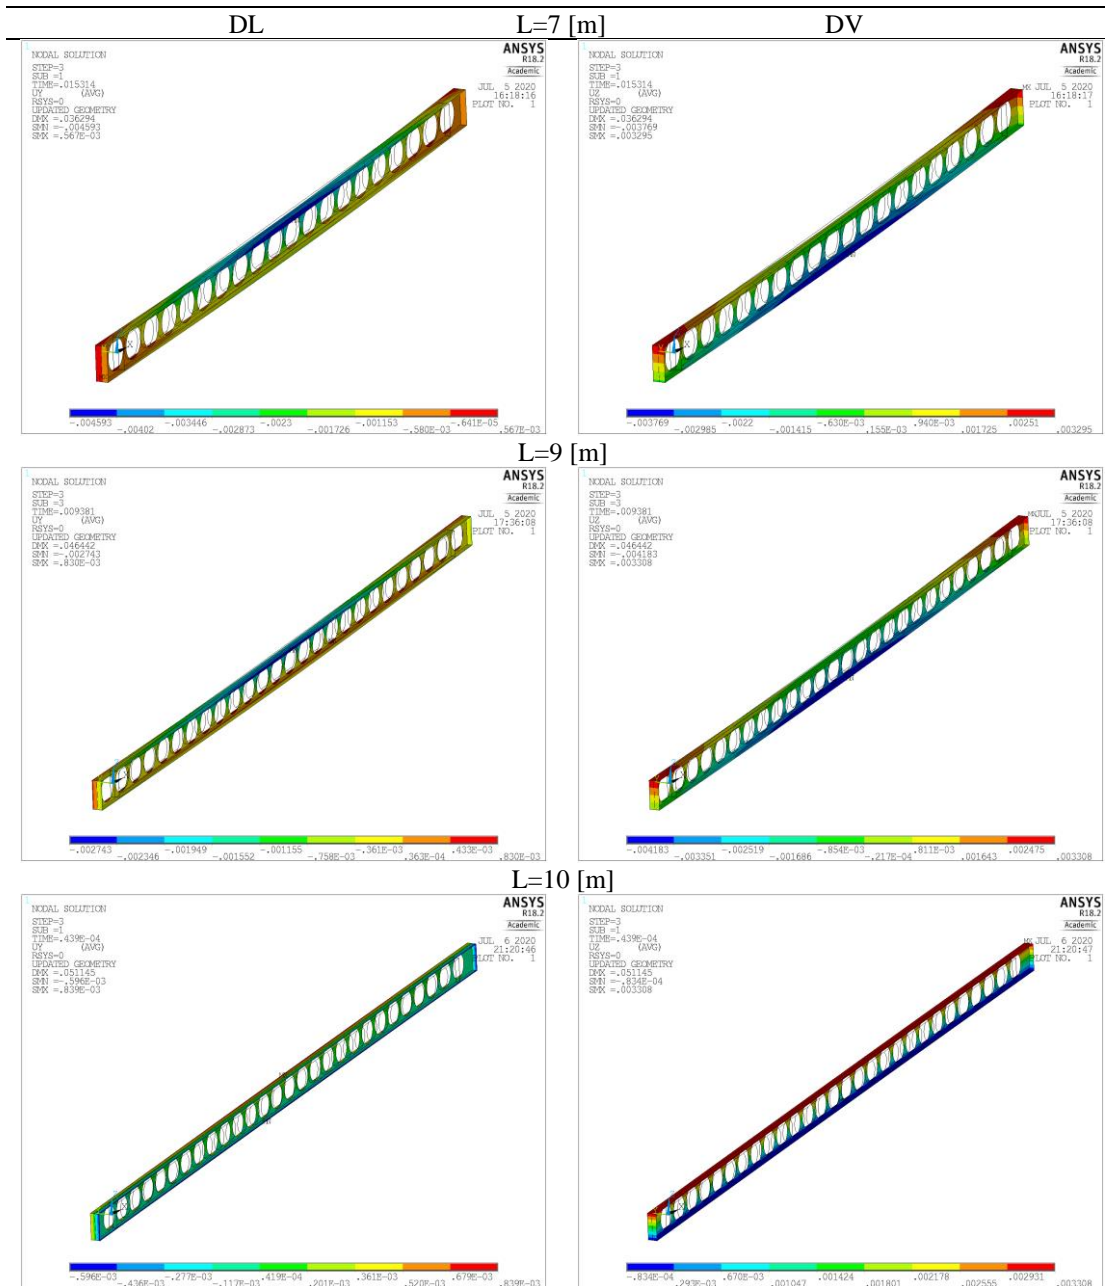 DL L=7 [m] DV
1
NODAL SOLUTION
STEP=3
SUB =1
TIME=.015314
UY (AVG)
RSYS=0
UPDATED GEOMETRY
DMX =.036294
SMN =-.004593
SMX =.567E-03
ANSYS
R18.2
Academic
JUL 5 2020
16:18:16
PLOT NO. 1
X
-.004593 -.003446 -.0023 -.001153 -.641E-05
-.00402 -.002873 -.001726 -.580E-03 .567E-03
1
NODAL SOLUTION
STEP=3
SUB =1
TIME=.015314
UZ (AVG)
RSYS=0
UPDATED GEOMETRY
DMX =.036294
SMN =-.003769
SMX =.003295
ANSYS
R18.2
Academic
MX JUL 5 2020
16:18:17
PLOT NO. 1
X
-.003769 -.0022 -.630E-03 .940E-03 .00251
-.002985 -.001415 .155E-03 .001725 .003295
L=9 [m]
1
NODAL SOLUTION
STEP=3
SUB =3
TIME=.009381
UY (AVG)
RSYS=0
UPDATED GEOMETRY
DMX =.046442
SMN =-.002743
SMX =.830E-03
ANSYS
R18.2
Academic
JUL 5 2020
17:36:08
PLOT NO. 1
-.002743 -.001949 -.001155 -.361E-03 .433E-03
-.002346 -.001552 -.758E-03 .363E-04 .830E-03
1
NODAL SOLUTION
STEP=3
SUB =3
TIME=.009381
UZ (AVG)
RSYS=0
UPDATED GEOMETRY
DMX =.046442
SMN =-.004183
SMX =.003308
ANSYS
R18.2
Academic
MX JUL 5 2020
17:36:08
PLOT NO. 1
-.004183 -.002519 -.854E-03 .811E-03 .002475
-.003351 -.001686 -.217E-04 .001643 .003308
L=10 [m]
1
NODAL SOLUTION
STEP=3
SUB =1
TIME=.439E-04
UY (AVG)
RSYS=0
UPDATED GEOMETRY
DMX =.051145
SMN =-.596E-03
SMX =.839E-03
ANSYS
R18.2
Academic
JUL 6 2020
21:20:46
PLOT NO. 1
-.596E-03 -.277E-03 .419E-04 .361E-03 .679E-03
-.436E-03 -.117E-03 .201E-03 .520E-03 .839E-03
1
NODAL SOLUTION
STEP=3
SUB =1
TIME=.439E-04
UZ (AVG)
RSYS=0
UPDATED GEOMETRY
DMX =.051145
SMN =-.834E-04
SMX =.003308
ANSYS
R18.2
Academic
MX JUL 6 2020
21:20:47
PLOT NO. 1
-.834E-04 .670E-03 .001424 .002178 .002931
.293E-03 .001047 .001801 .002555 .003308